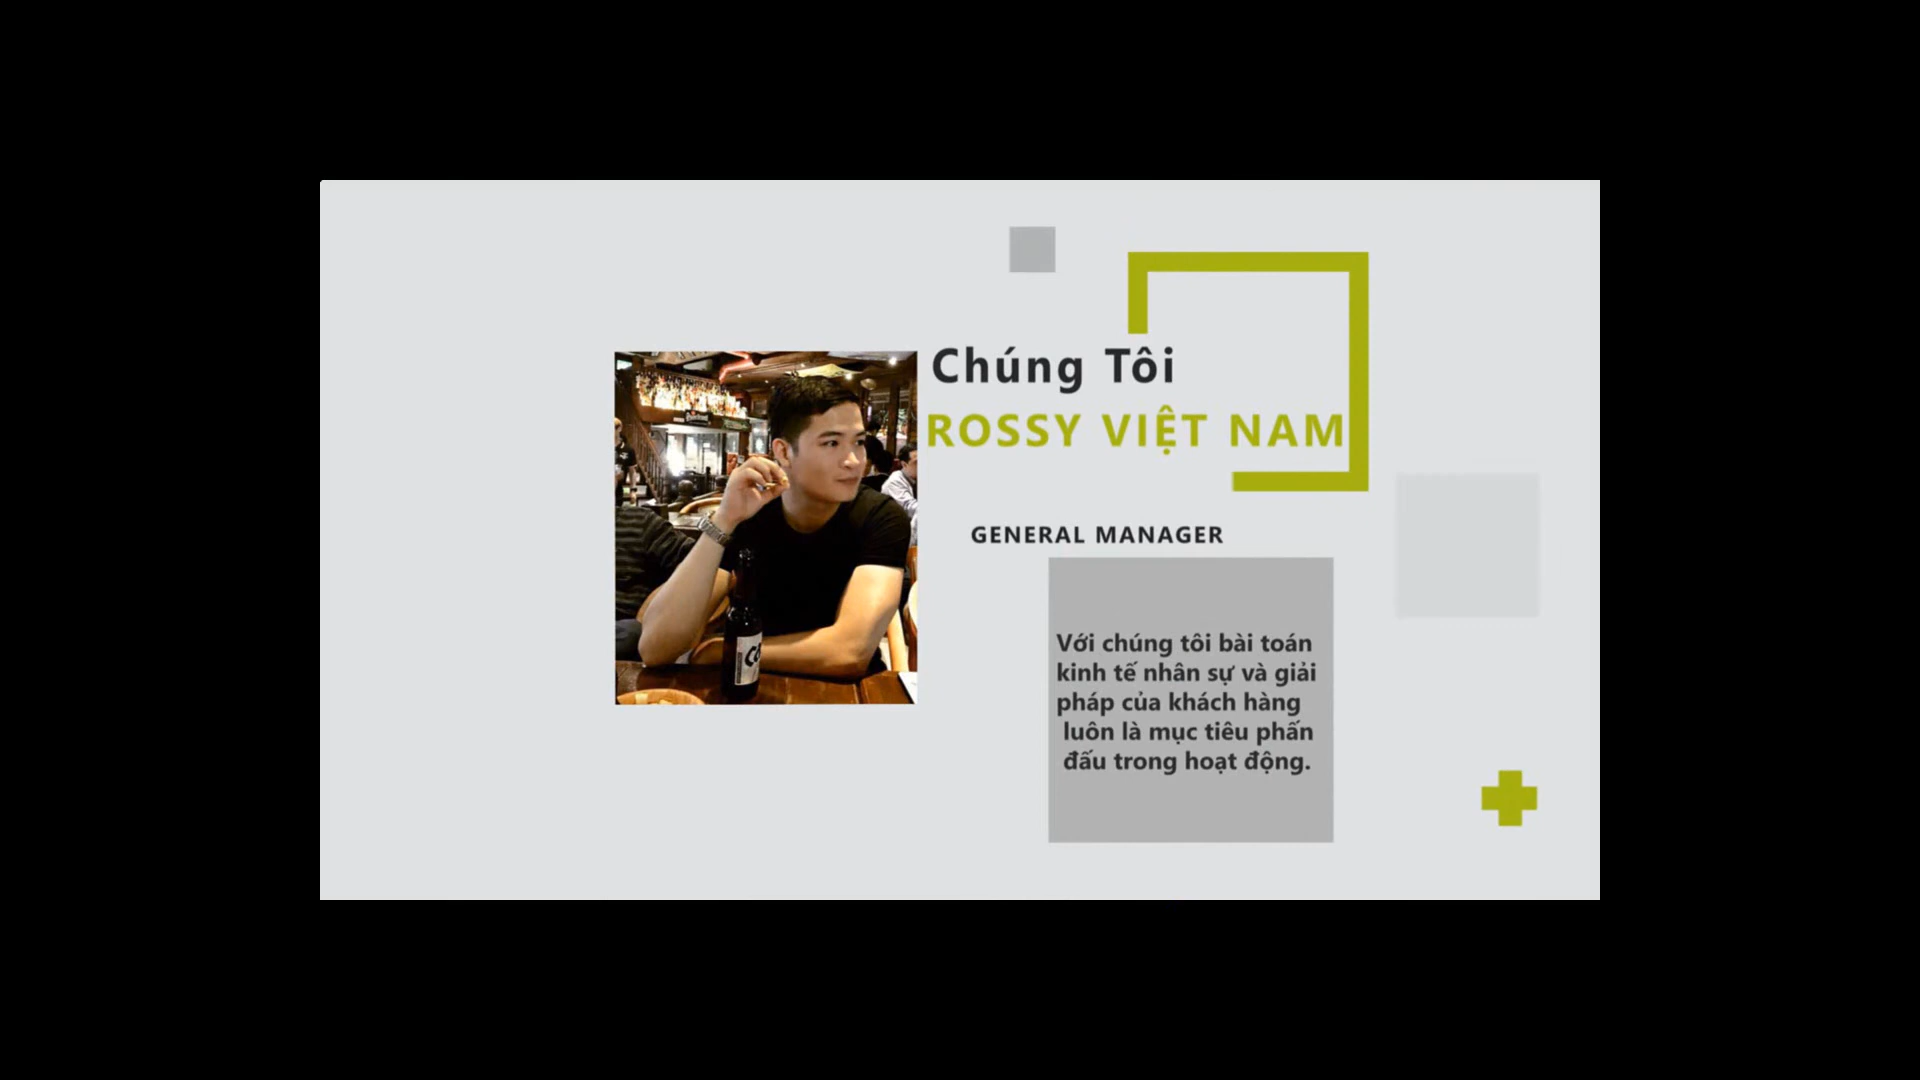 Chúng Tôi
ROSSY VIỆT NAM
GENERAL MANAGER
Với chúng tôi bài toán
kinh tế nhân sự và giải
pháp của khách hàng
luôn là mục tiêu phấn
đấu trong hoạt động.